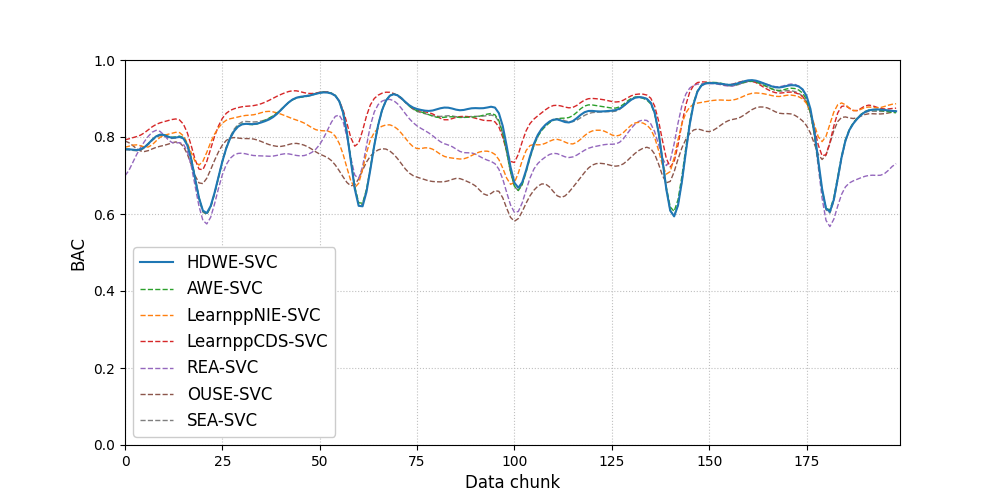 1.0
0.8
0.6
0.4
0.2
0.0
BAC
HDWE-SVC
AWE-SVC
LearnppNIE-SVC
LearnppCDS-SVC
REA-SVC
OUSE-SVC
SEA-SVC
0 25 50 75 100 125 150 175
Data chunk